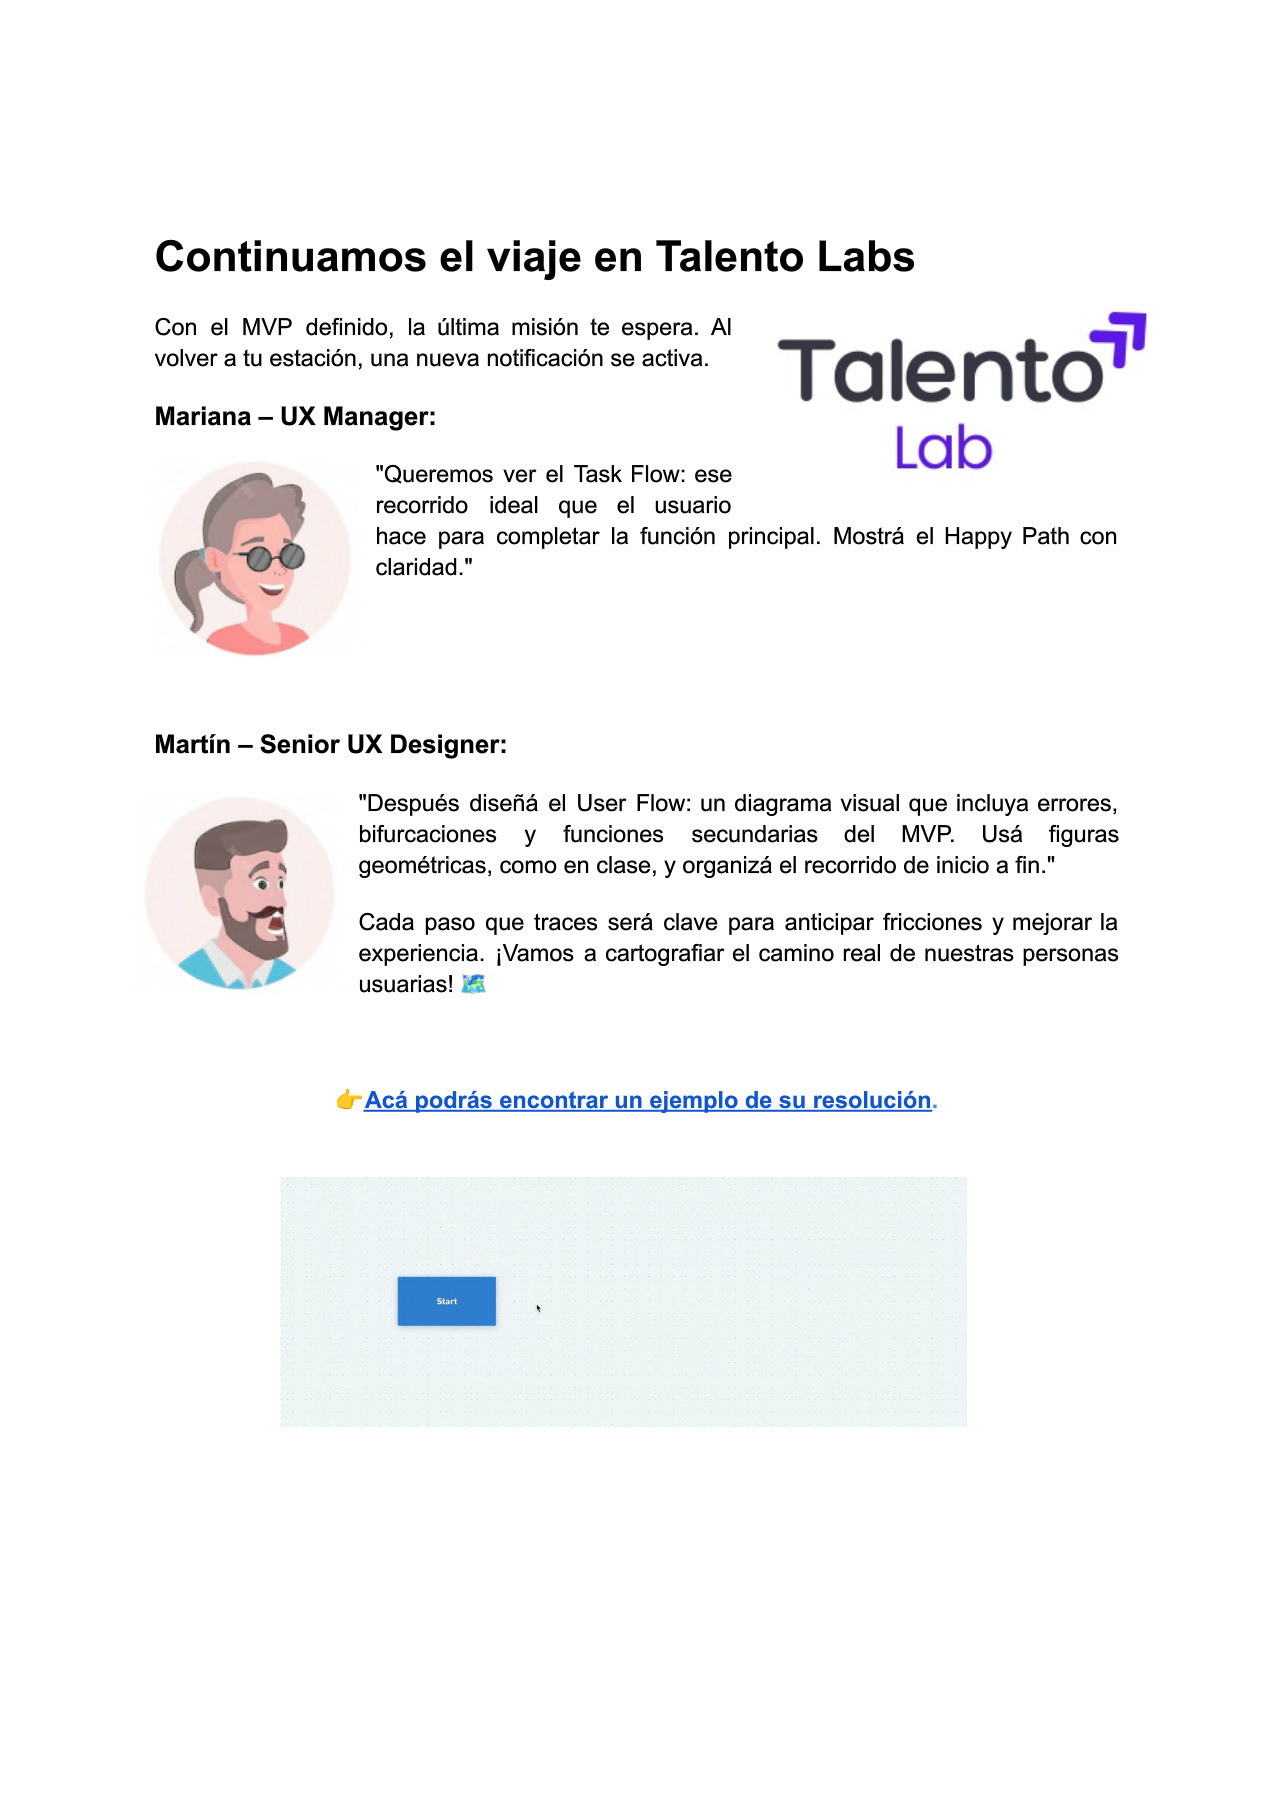 Continuamos el viaje en Talento Labs
Con el MVP definido, la última misión te espera. Al
volver a tu estación, una nueva notificación se activa.
Talento
Lab
Mariana – UX Manager:
"Queremos ver el Task Flow: ese
recorrido ideal que el usuario
hace para completar la función principal. Mostrá el Happy Path con
claridad."
Martín – Senior UX Designer:
"Después diseñá el User Flow: un diagrama visual que incluya errores,
bifurcaciones y funciones secundarias del MVP. Usá figuras
geométricas, como en clase, y organizá el recorrido de inicio a fin."
Cada paso que traces será clave para anticipar fricciones y mejorar la
experiencia. ¡Vamos a cartografiar el camino real de nuestras personas
usuarias! 🗺️
👉Acá podrás encontrar un ejemplo de su resolución.
Start